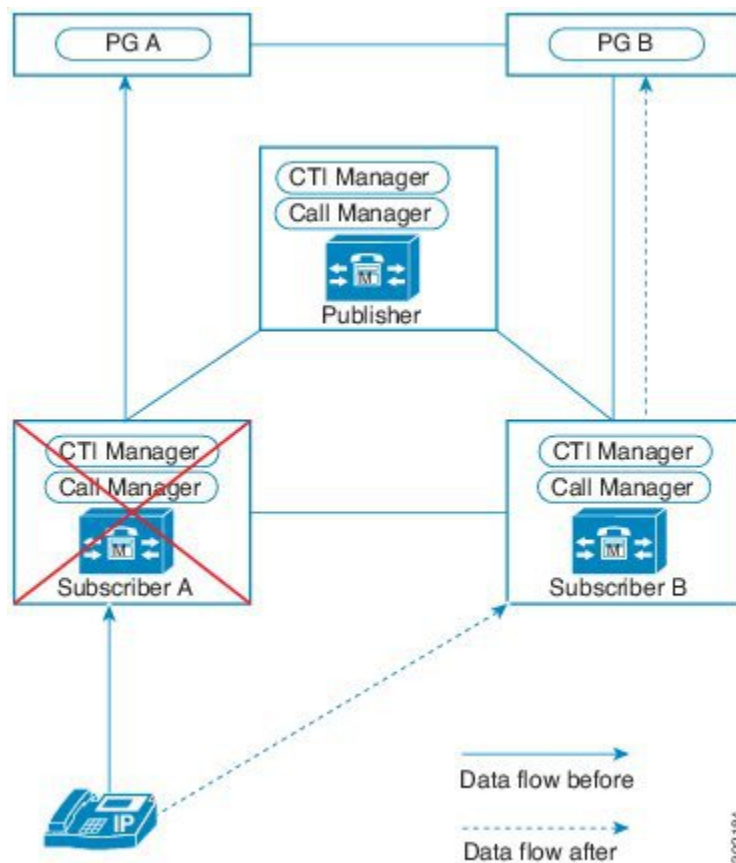 PG A
PG B
CTI Manager
Call Manager
M
Publisher
CTI Manager
Call Manager
M
Subscriber A
CTI Manager
Call Manager
M
Subscriber B
IP
Data flow before
Data flow after